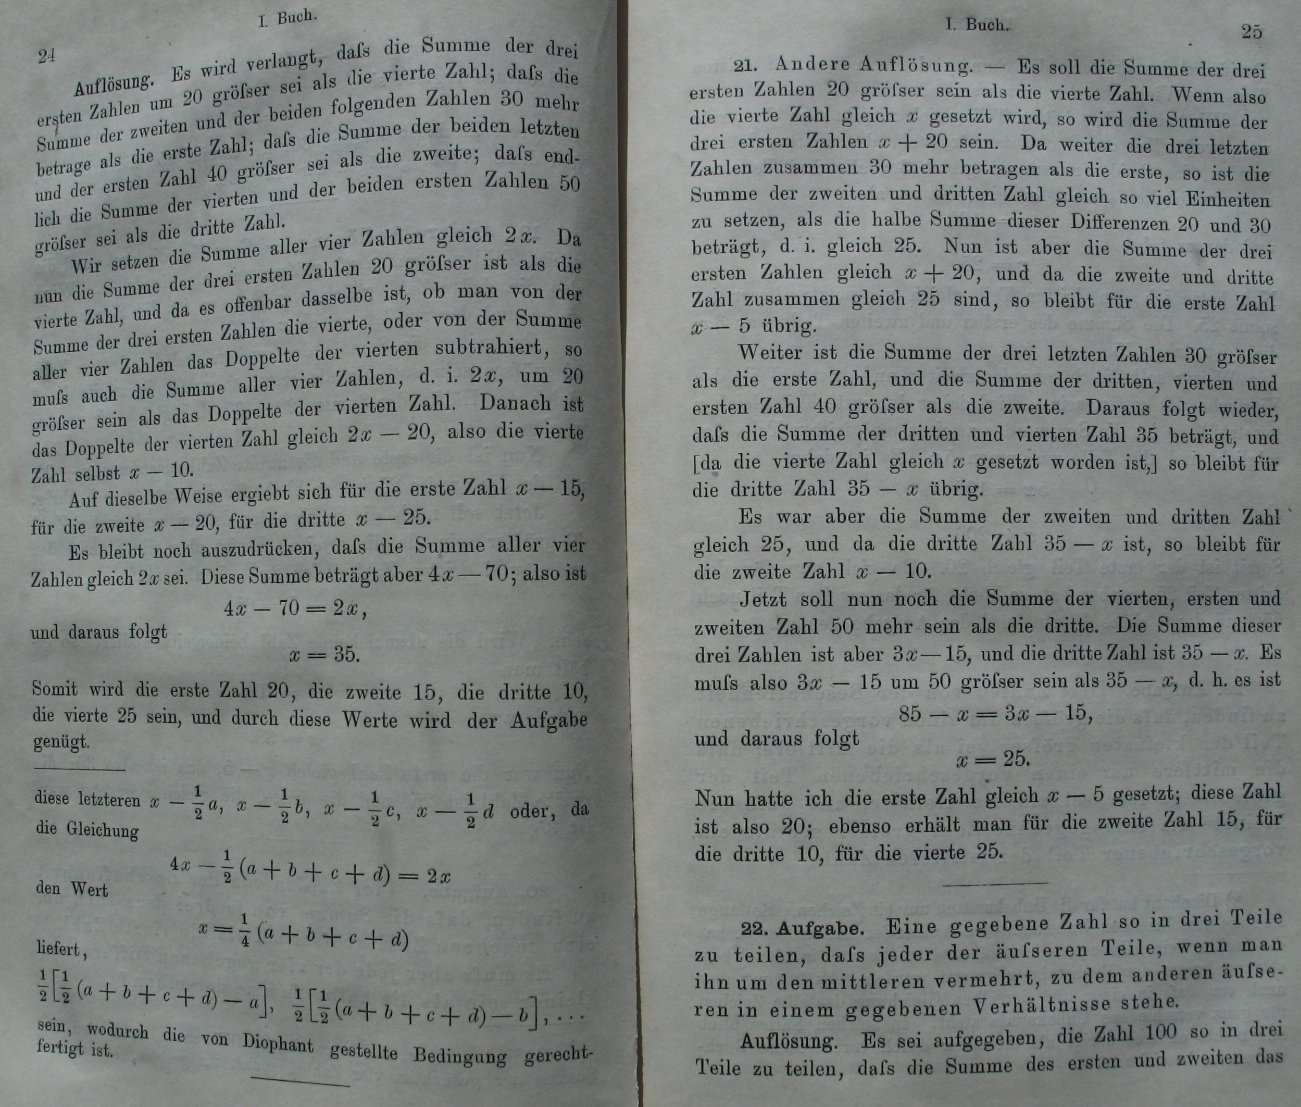 24
I. Buch.
Auflösung. Es wird verlangt, daſs die Summe der drei
ersten Zahlen um 20 gröſser sei als die vierte Zahl; daſs die
Summe der zweiten und der beiden folgenden Zahlen 30 mehr
betrage als die erste Zahl; daſs die Summe der beiden letzten
und der ersten Zahl 40 gröſser sei als die zweite; daſs end-
lich die Summe der vierten und der beiden ersten Zahlen 50
gröſser sei als die dritte Zahl.
Wir setzen die Summe aller vier Zahlen gleich 2x. Da
nun die Summe der drei ersten Zahlen 20 gröſser ist als die
vierte Zahl, und da es offenbar dasselbe ist, ob man von der
Summe der drei ersten Zahlen die vierte, oder von der Summe
aller vier Zahlen das Doppelte der vierten subtrahiert, so
muſs auch die Summe aller vier Zahlen, d. i. 2x, um 20
gröſser sein als das Doppelte der vierten Zahl. Danach ist
das Doppelte der vierten Zahl gleich 2x — 20, also die vierte
Zahl selbst x — 10.
Auf dieselbe Weise ergiebt sich für die erste Zahl x — 15,
für die zweite x — 20, für die dritte x — 25.
Es bleibt noch auszudrücken, daſs die Summe aller vier
Zahlen gleich 2x sei. Diese Summe beträgt aber 4x — 70; also ist
4x — 70 = 2x,
und daraus folgt
x = 35.
Somit wird die erste Zahl 20, die zweite 15, die dritte 10,
die vierte 25 sein, und durch diese Werte wird der Aufgabe
genügt.
diese letzteren x — 1/2 a, x — 1/2 b, x — 1/2 c, x — 1/2 d oder, da
die Gleichung
4x — 1/2 (a + b + c + d) = 2x
den Wert
x = 1/4 (a + b + c + d)
liefert,
1/2 [1/2 (a + b + c + d) — a], 1/2 [1/2 (a + b + c + d) — b], . . .
sein, wodurch die von Diophant gestellte Bedingung gerecht-
fertigt ist.
I. Buch.
25
21. Andere Auflösung. — Es soll die Summe der drei
ersten Zahlen 20 gröſser sein als die vierte Zahl. Wenn also
die vierte Zahl gleich x gesetzt wird, so wird die Summe der
drei ersten Zahlen x + 20 sein. Da weiter die drei letzten
Zahlen zusammen 30 mehr betragen als die erste, so ist die
Summe der zweiten und dritten Zahl gleich so viel Einheiten
zu setzen, als die halbe Summe dieser Differenzen 20 und 30
beträgt, d. i. gleich 25. Nun ist aber die Summe der drei
ersten Zahlen gleich x + 20, und da die zweite und dritte
Zahl zusammen gleich 25 sind, so bleibt für die erste Zahl
x — 5 übrig.
Weiter ist die Summe der drei letzten Zahlen 30 gröſser
als die erste Zahl, und die Summe der dritten, vierten und
ersten Zahl 40 gröſser als die zweite. Daraus folgt wieder,
daſs die Summe der dritten und vierten Zahl 35 beträgt, und
[da die vierte Zahl gleich x gesetzt worden ist,] so bleibt für
die dritte Zahl 35 — x übrig.
Es war aber die Summe der zweiten und dritten Zahl
gleich 25, und da die dritte Zahl 35 — x ist, so bleibt für
die zweite Zahl x — 10.
Jetzt soll nun noch die Summe der vierten, ersten und
zweiten Zahl 50 mehr sein als die dritte. Die Summe dieser
drei Zahlen ist aber 3x — 15, und die dritte Zahl ist 35 — x. Es
muſs also 3x — 15 um 50 gröſser sein als 35 — x, d. h. es ist
85 — x = 3x — 15,
und daraus folgt
x = 25.
Nun hatte ich die erste Zahl gleich x — 5 gesetzt; diese Zahl
ist also 20; ebenso erhält man für die zweite Zahl 15, für
die dritte 10, für die vierte 25.
22. Aufgabe. Eine gegebene Zahl so in drei Teile
zu teilen, daſs jeder der äuſseren Teile, wenn man
ihn um den mittleren vermehrt, zu dem anderen äuſse-
ren in einem gegebenen Verhältnisse stehe.
Auflösung. Es sei aufgegeben, die Zahl 100 so in drei
Teile zu teilen, daſs die Summe des ersten und zweiten das